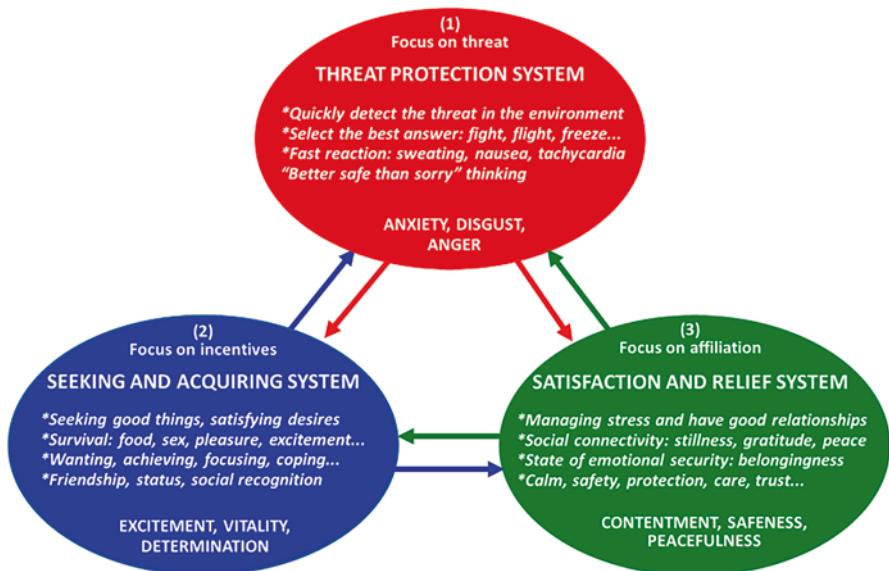 (1)
Focus on threat
THREAT PROTECTION SYSTEM
*Quickly detect the threat in the environment
*Select the best answer: fight, flight, freeze...
*Fast reaction: sweating, nausea, tachycardia
“Better safe than sorry” thinking
ANXIETY, DISGUST,
ANGER
(2)
Focus on incentives
SEEKING AND ACQUIRING SYSTEM
*Seeking good things, satisfying desires
*Survival: food, sex, pleasure, excitement...
*Wanting, achieving, focusing, coping...
*Friendship, status, social recognition
EXCITEMENT, VITALITY,
DETERMINATION
(3)
Focus on affiliation
SATISFACTION AND RELIEF SYSTEM
*Managing stress and have good relationships
*Social connectivity: stillness, gratitude, peace
*State of emotional security: belongingness
*Calm, safety, protection, care, trust...
CONTENTMENT, SAFENESS,
PEACEFULNESS